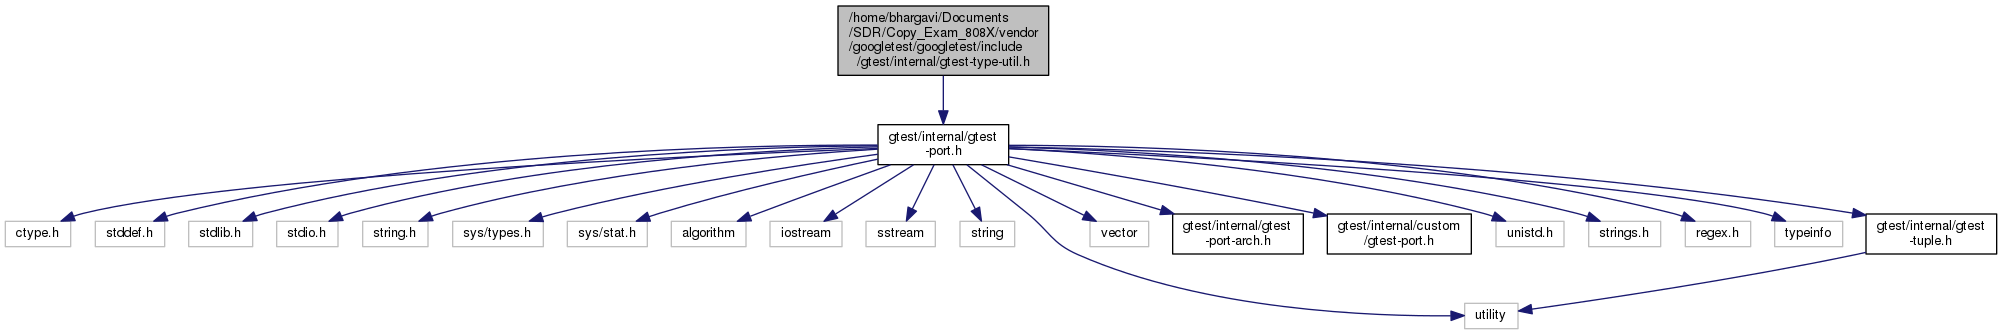 /home/bhargavi/Documents
/SDR/Copy_Exam_808X/vendor
/googletest/googletest/include
/gtest/internal/gtest-type-util.h
gtest/internal/gtest
-port.h
ctype.h
stddef.h
stdlib.h
stdio.h
string.h
sys/types.h
sys/stat.h
algorithm
iostream
sstream
string
vector
gtest/internal/gtest
-port-arch.h
gtest/internal/custom
/gtest-port.h
unistd.h
strings.h
regex.h
typeinfo
gtest/internal/gtest
-tuple.h
utility